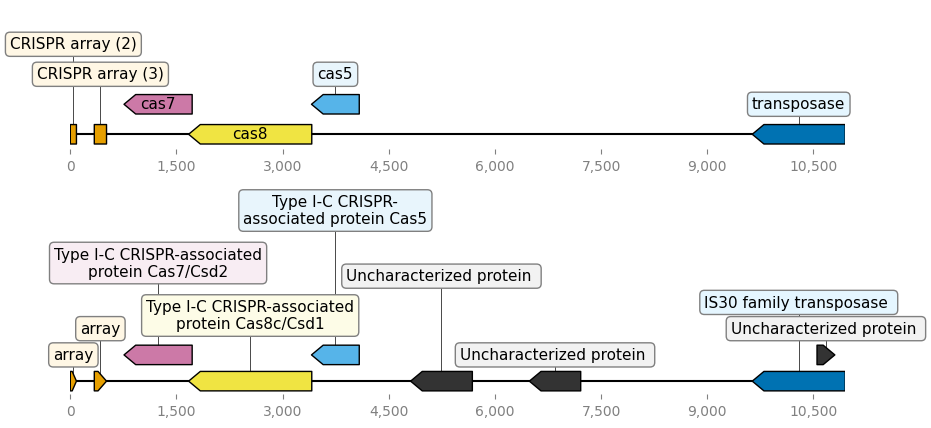 CRISPR array (2)
CRISPR array (3)
cas5
cas7
transposase
cas8
0 1,500 3,000 4,500 6,000 7,500 9,000 10,500
Type I-C CRISPR-
associated protein Cas5
Type I-C CRISPR-associated
protein Cas7/Csd2
Uncharacterized protein
Type I-C CRISPR-associated
protein Cas8c/Csd1
IS30 family transposase
array
Uncharacterized protein
array
Uncharacterized protein
0 1,500 3,000 4,500 6,000 7,500 9,000 10,500